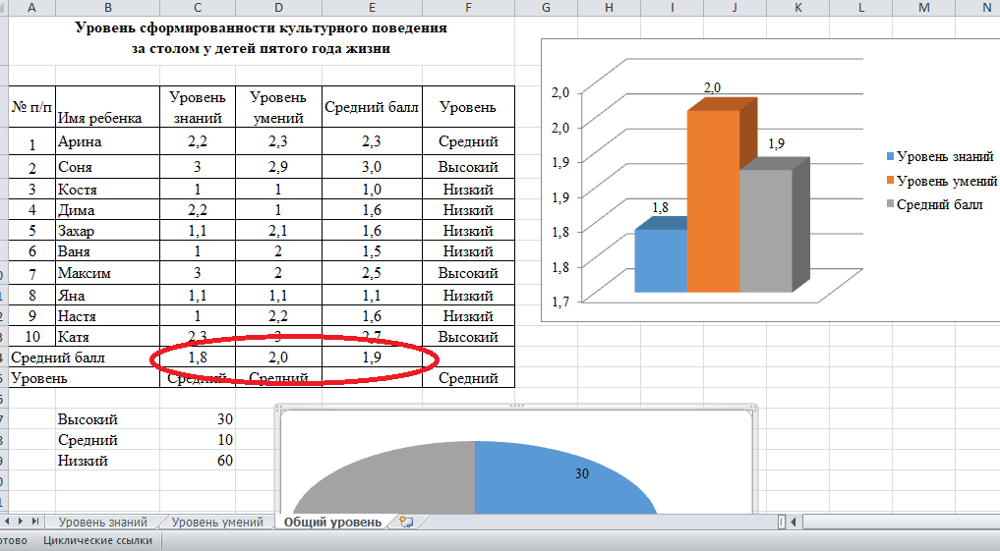 A B C D E F G H I J K L M N
Уровень сформированности культурного поведения
за столом у детей пятого года жизни
№ п/п Имя ребенка Уровень знаний Уровень умений Средний балл Уровень
1 Арина 2,2 2,3 2,3 Средний
2 Соня 3 2,9 3,0 Высокий
3 Костя 1 1 1,0 Низкий
4 Дима 2,2 1 1,6 Низкий
5 Захар 1,1 2,1 1,6 Низкий
6 Ваня 1 2 1,5 Низкий
7 Максим 3 2 2,5 Высокий
8 Яна 1,1 1,1 1,1 Низкий
9 Настя 1 2,2 1,6 Низкий
10 Катя 2,3 3 2,7 Высокий
Средний балл 1,8 2,0 1,9
Уровень Средний Средний Средний
Высокий 30
Средний 10
Низкий 60
2,0
2,0
1,9
1,9
1,8
1,8
1,7
1,8
2,0
1,9
Уровень знаний
Уровень умений
Средний балл
30
Уровень знаний Уровень умений Общий уровень
отово Циклические ссылки